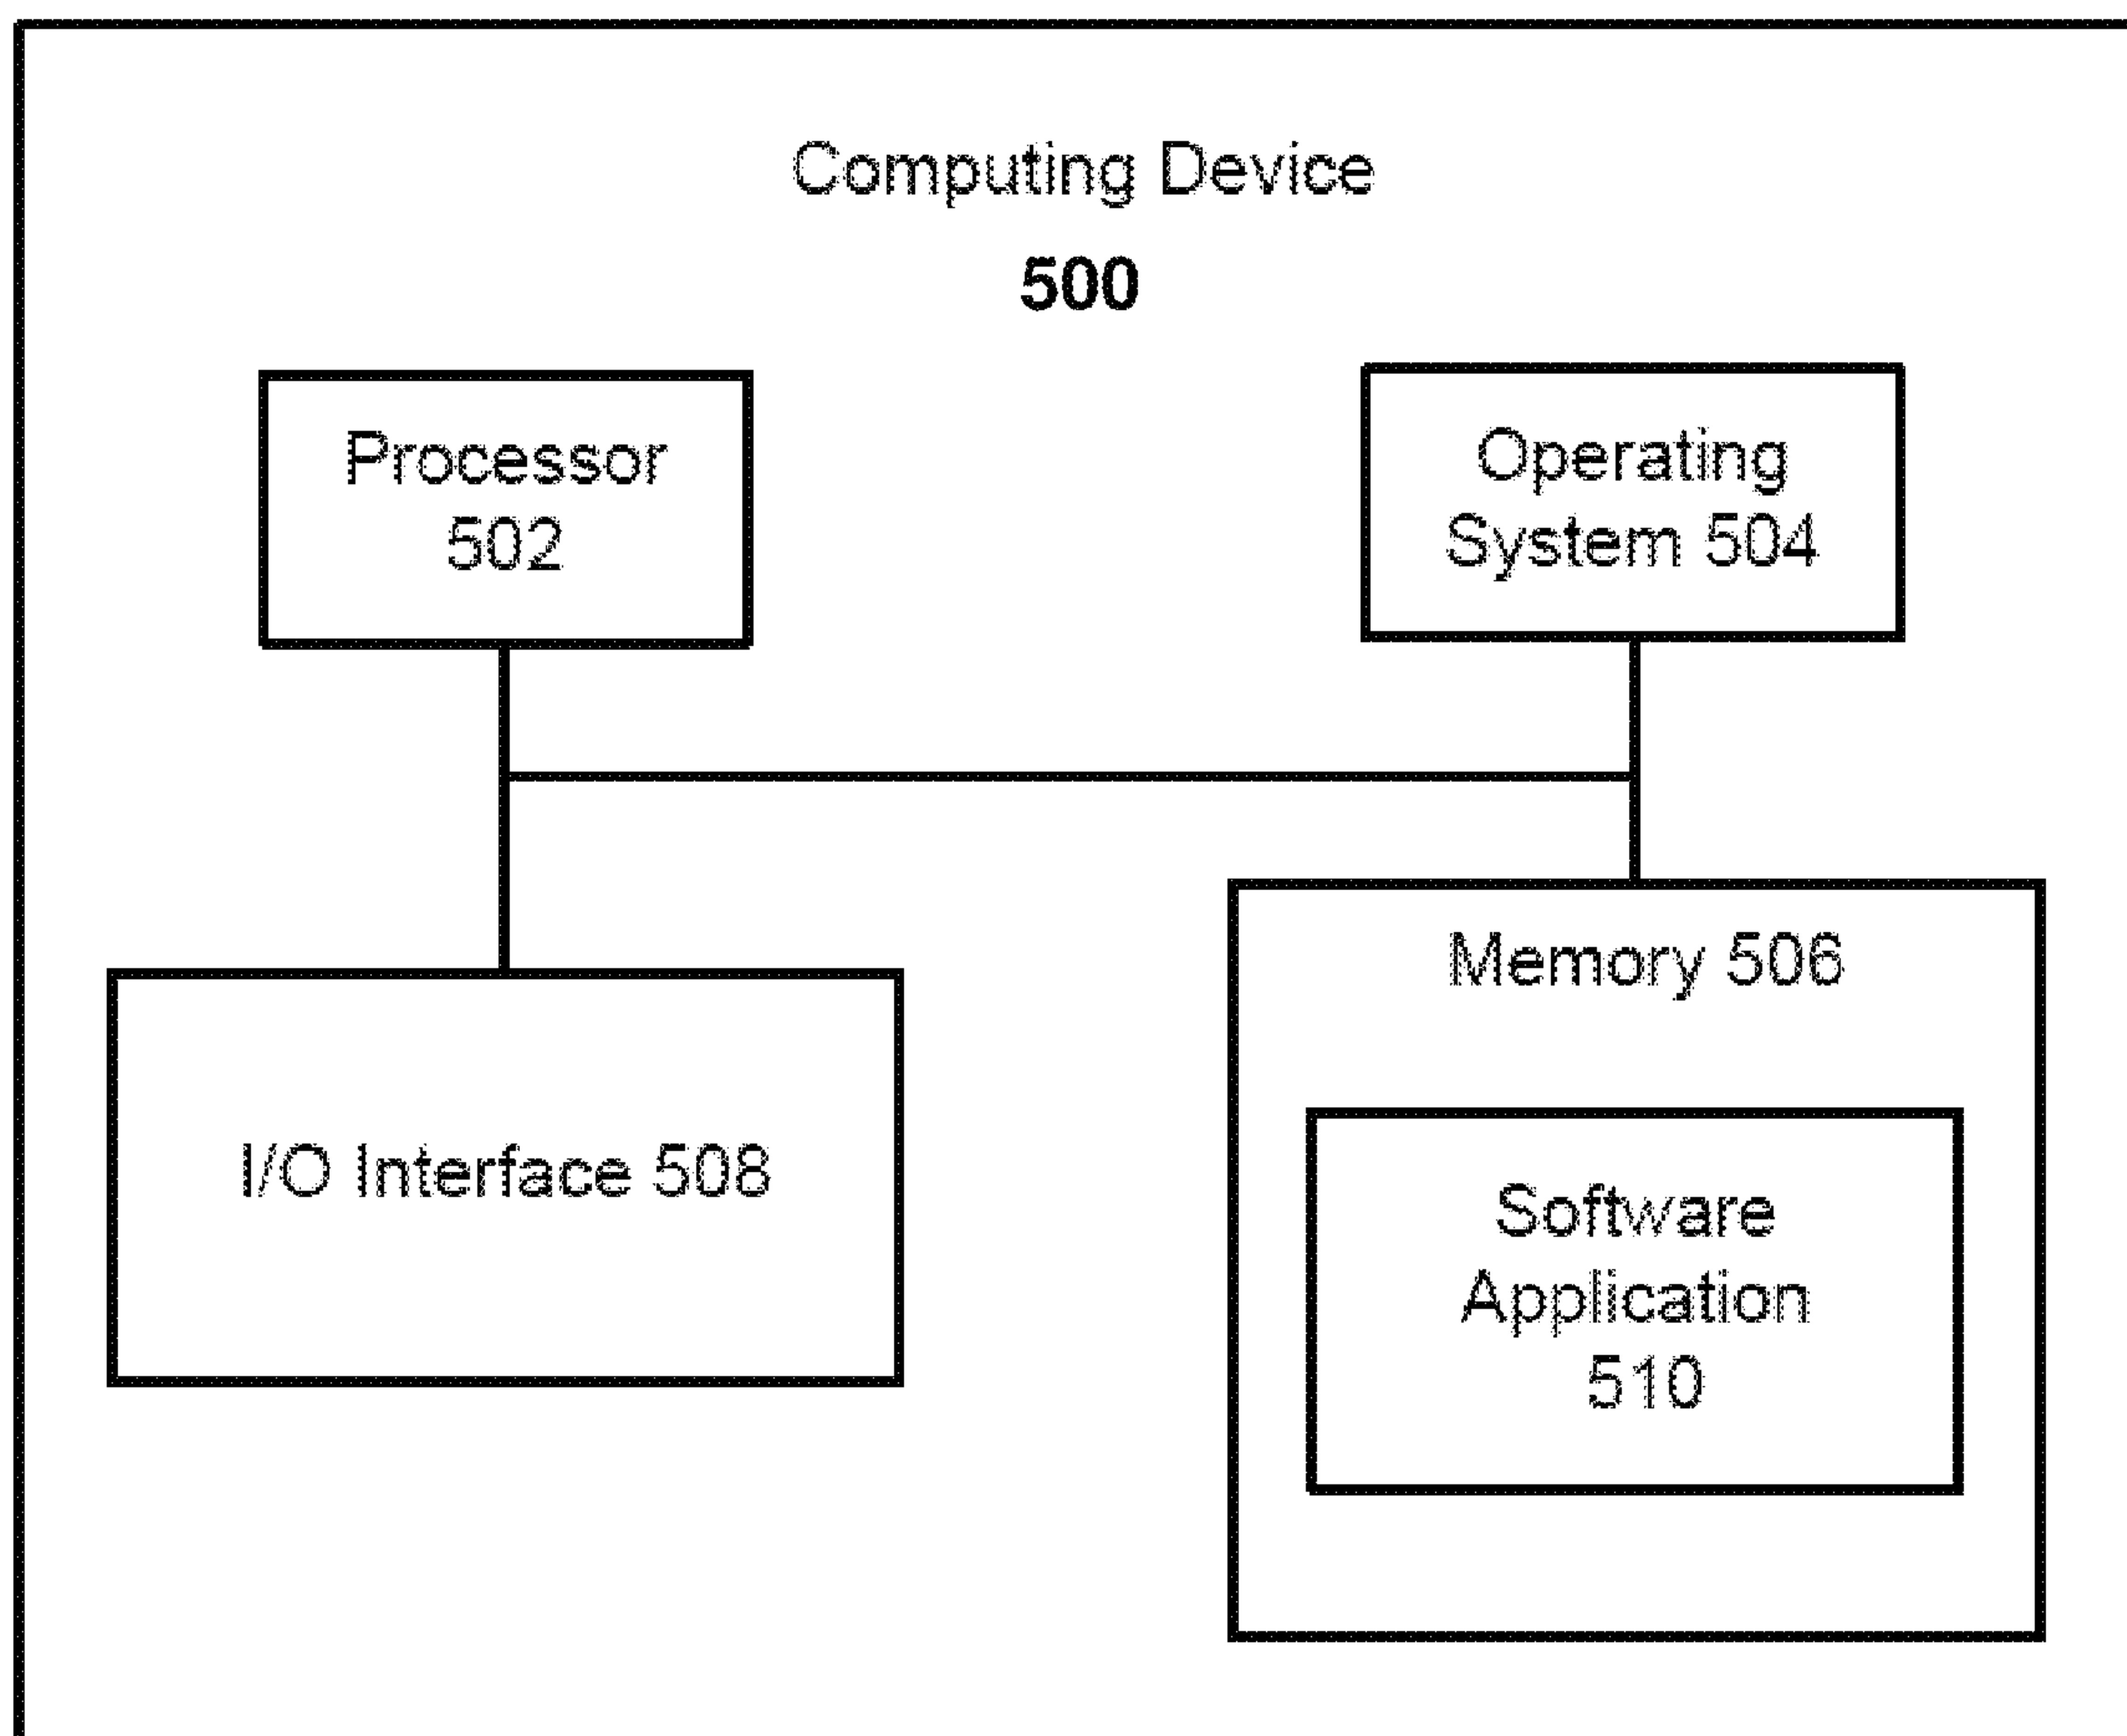 Computing Device
500
Processor
502
Operating
System 504
I/O Interface 508
Memory 506
Software
Application
510